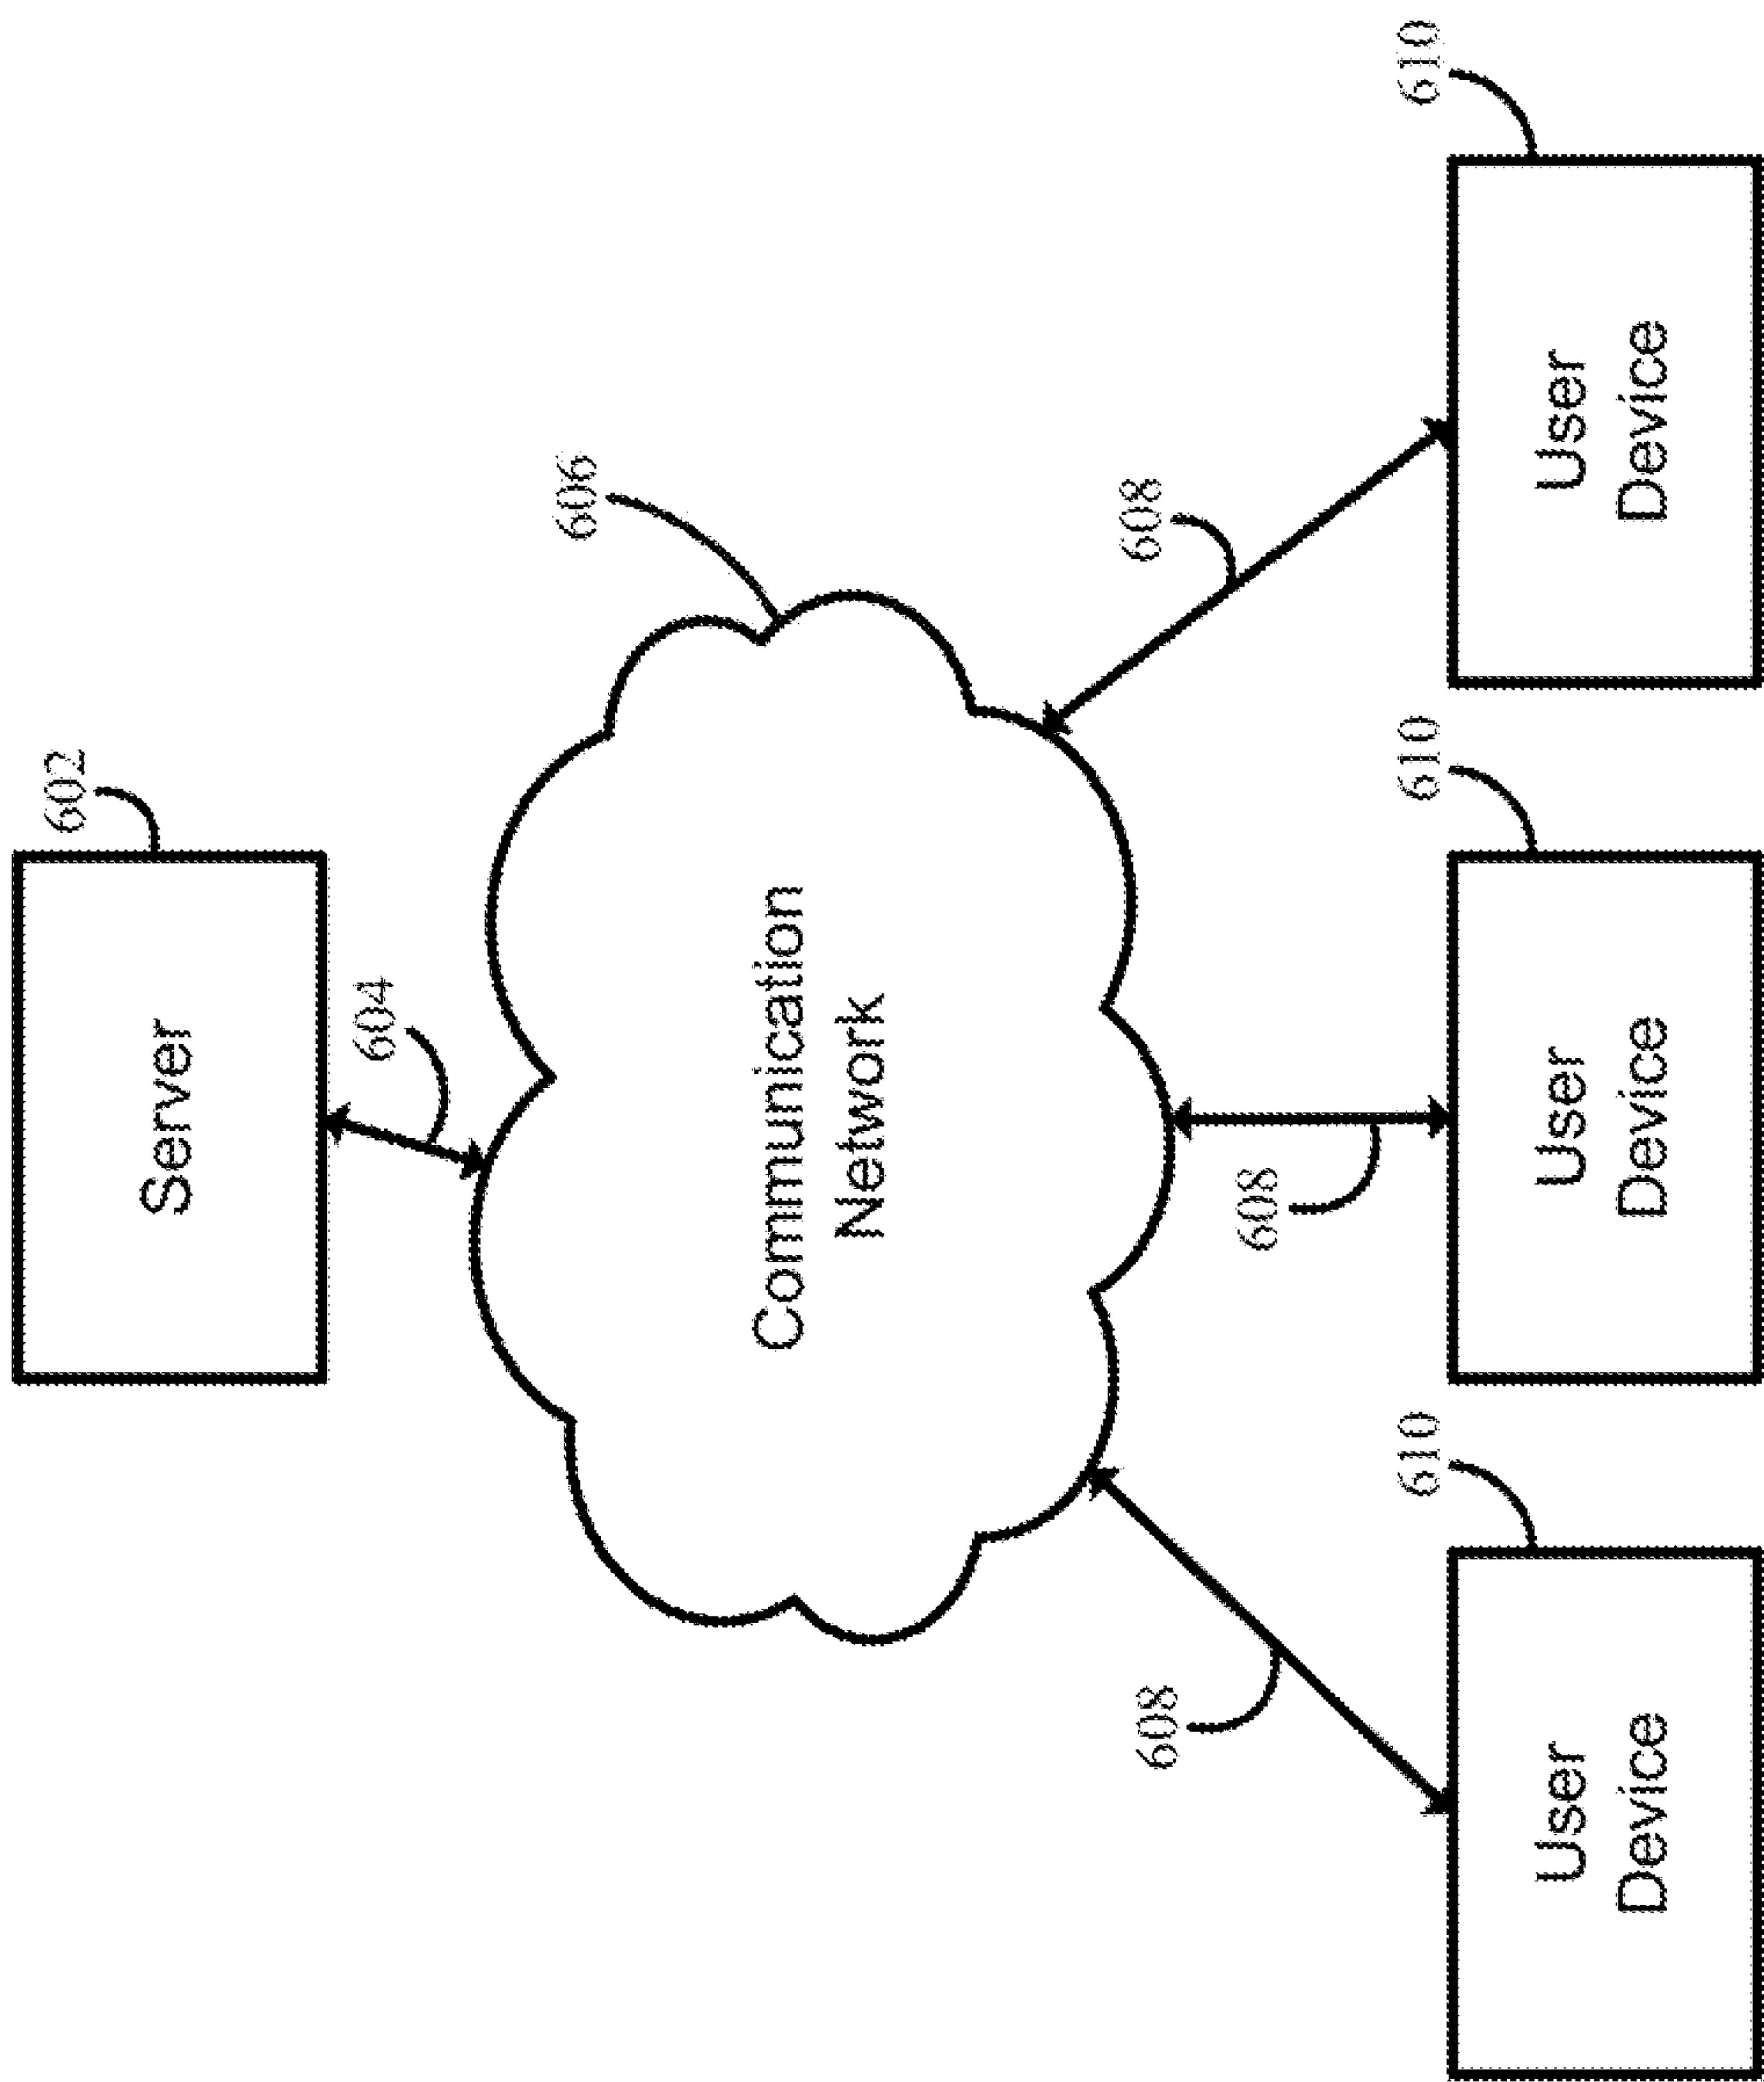 602
Server
604
606
Communication
Network
608
608
608
610
610
610
User
Device
User
Device
User
Device